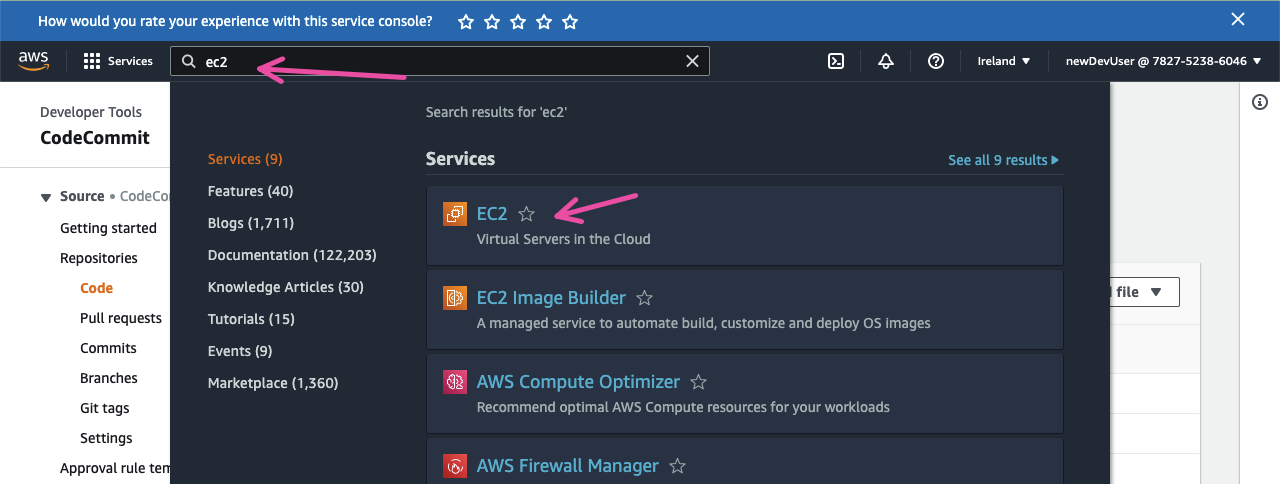 How would you rate your experience with this service console?
aws Services ec2 Ireland newDevUser @ 7827-5238-6046
Developer Tools
CodeCommit
Source • CodeCo
Getting started
Repositories
Code
Pull requests
Commits
Branches
Git tags
Settings
Approval rule tem
Search results for 'ec2'
Services (9)
Features (40)
Blogs (1,711)
Documentation (122,203)
Knowledge Articles (30)
Tutorials (15)
Events (9)
Marketplace (1,360)
Services See all 9 results
EC2
Virtual Servers in the Cloud
EC2 Image Builder
A managed service to automate build, customize and deploy OS images
AWS Compute Optimizer
Recommend optimal AWS Compute resources for your workloads
AWS Firewall Manager
file